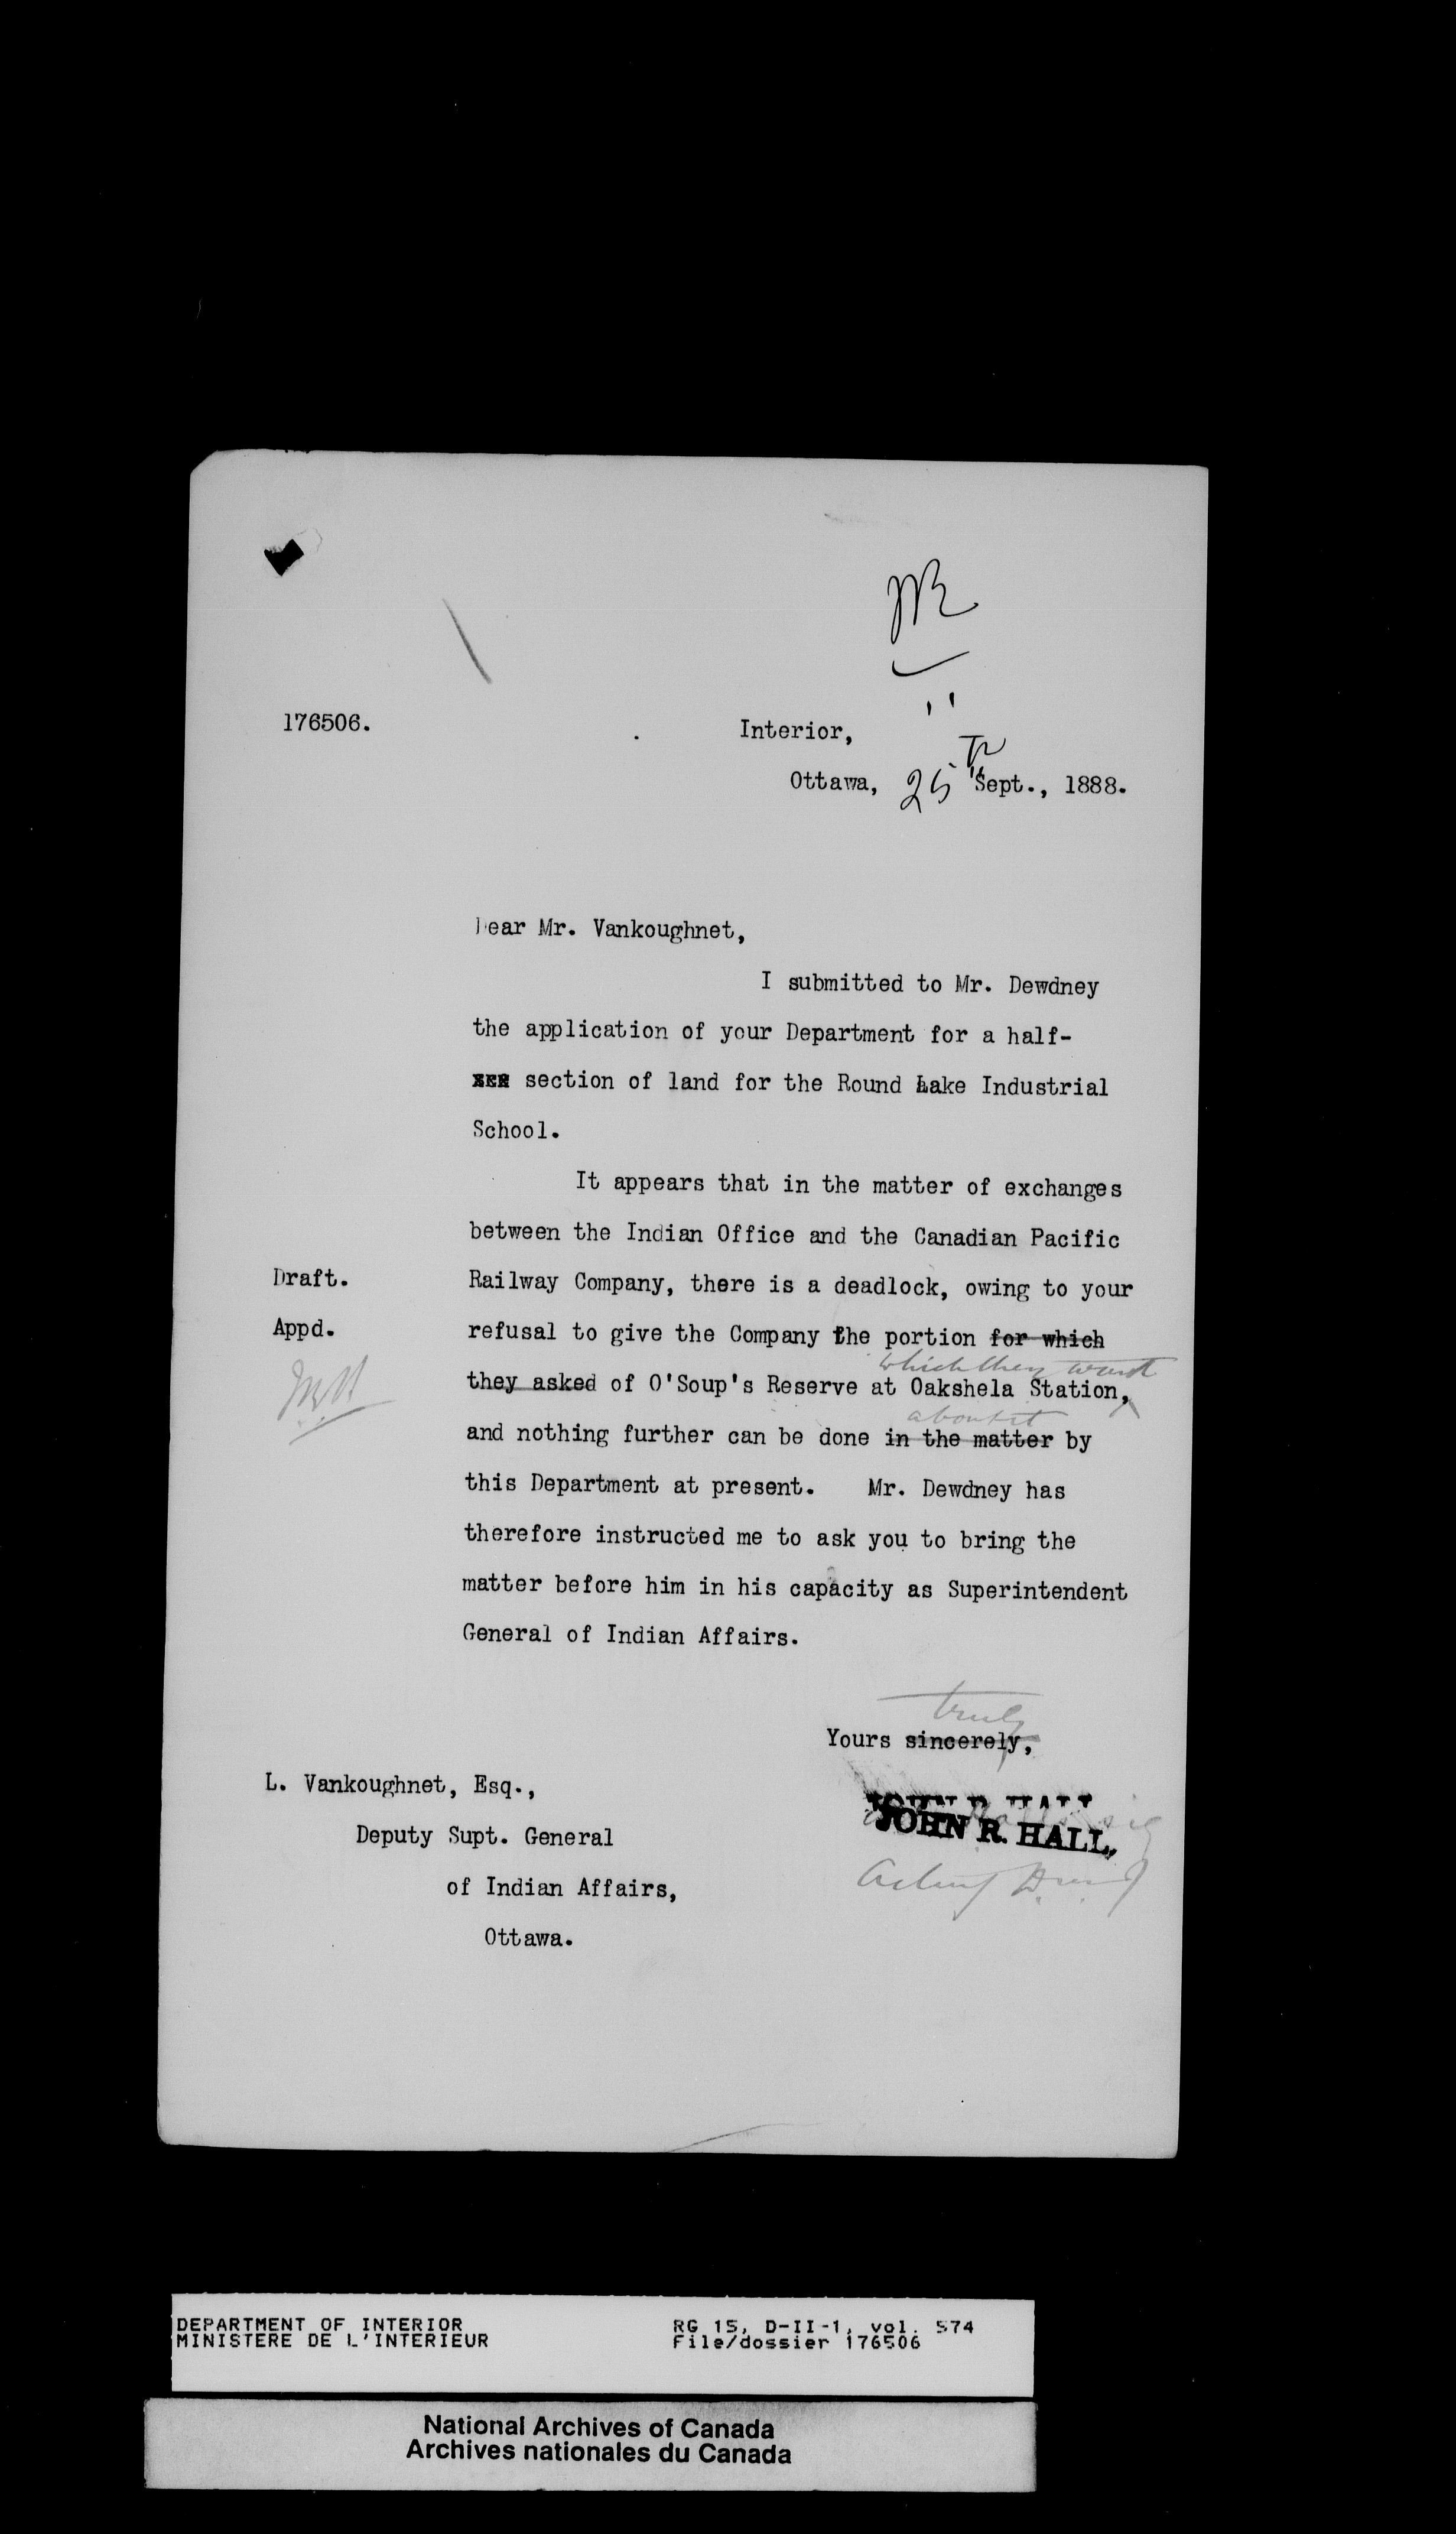 176506.
Interior,
Ottawa, 25th Sept., 1888.
Dear Mr. Vankoughnet,
I submitted to Mr. Dewdney
the application of your Department for a half-
section of land for the Round Lake Industrial
School.
It appears that in the matter of exchanges
between the Indian Office and the Canadian Pacific
Draft.
Railway Company, there is a deadlock, owing to your
Appd.
refusal to give the Company the portion for which
which they want
they asked of O'Soup's Reserve at Oakshela Station,
about it
and nothing further can be done in the matter by
this Department at present. Mr. Dewdney has
therefore instructed me to ask you to bring the
matter before him in his capacity as Superintendent
General of Indian Affairs.
truly
Yours sincerely,
L. Vankoughnet, Esq.,
JOHN R. HALL,
Deputy Supt. General
Acting
of Indian Affairs,
Ottawa.
DEPARTMENT OF INTERIOR
MINISTERE DE L'INTERIEUR
RG 15, D-II-1, vol. 574
File/dossier 176506
National Archives of Canada
Archives nationales du Canada